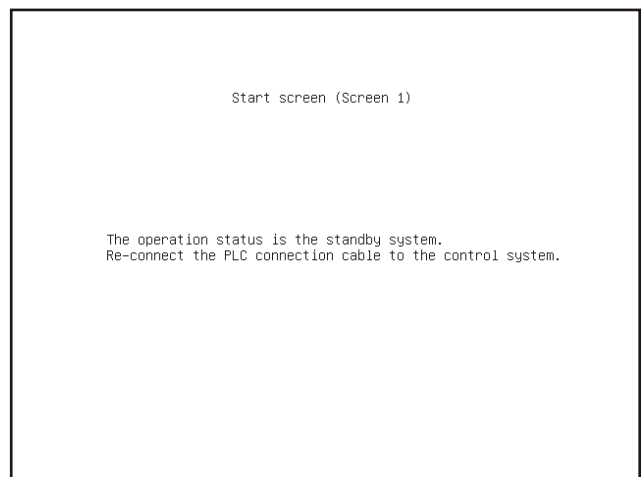 Start screen (Screen 1)
The operation status is the standby system.
Re-connect the PLC connection cable to the control system.